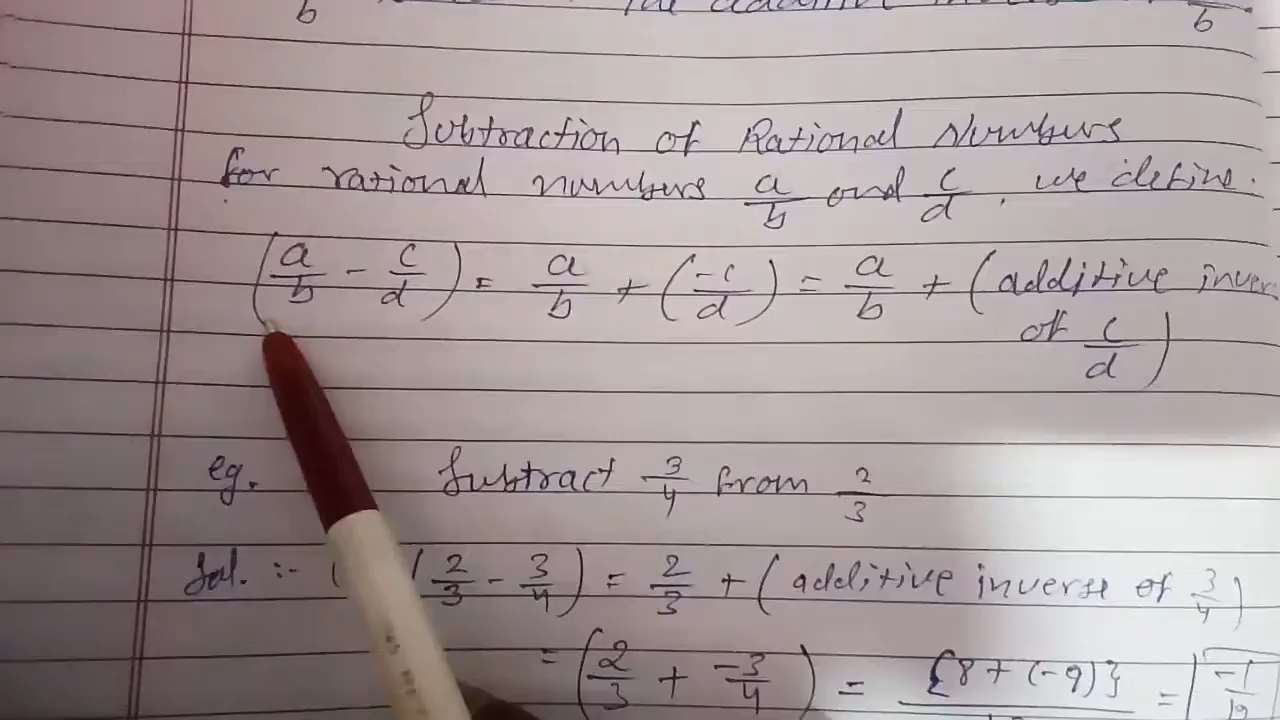 b b
Subtraction of Rational Numbers
for rational numbers a/b and c/d, we define.
(a/b - c/d) = a/b + (-c/d) = a/b + (additive inver
of c/d)
eg. Subtract 3/4 from 2/3
Sol. :- (2/3 - 3/4) = 2/3 + (additive inverse of 3/4)
= (2/3 + -3/4) = {8 + (-9)} =